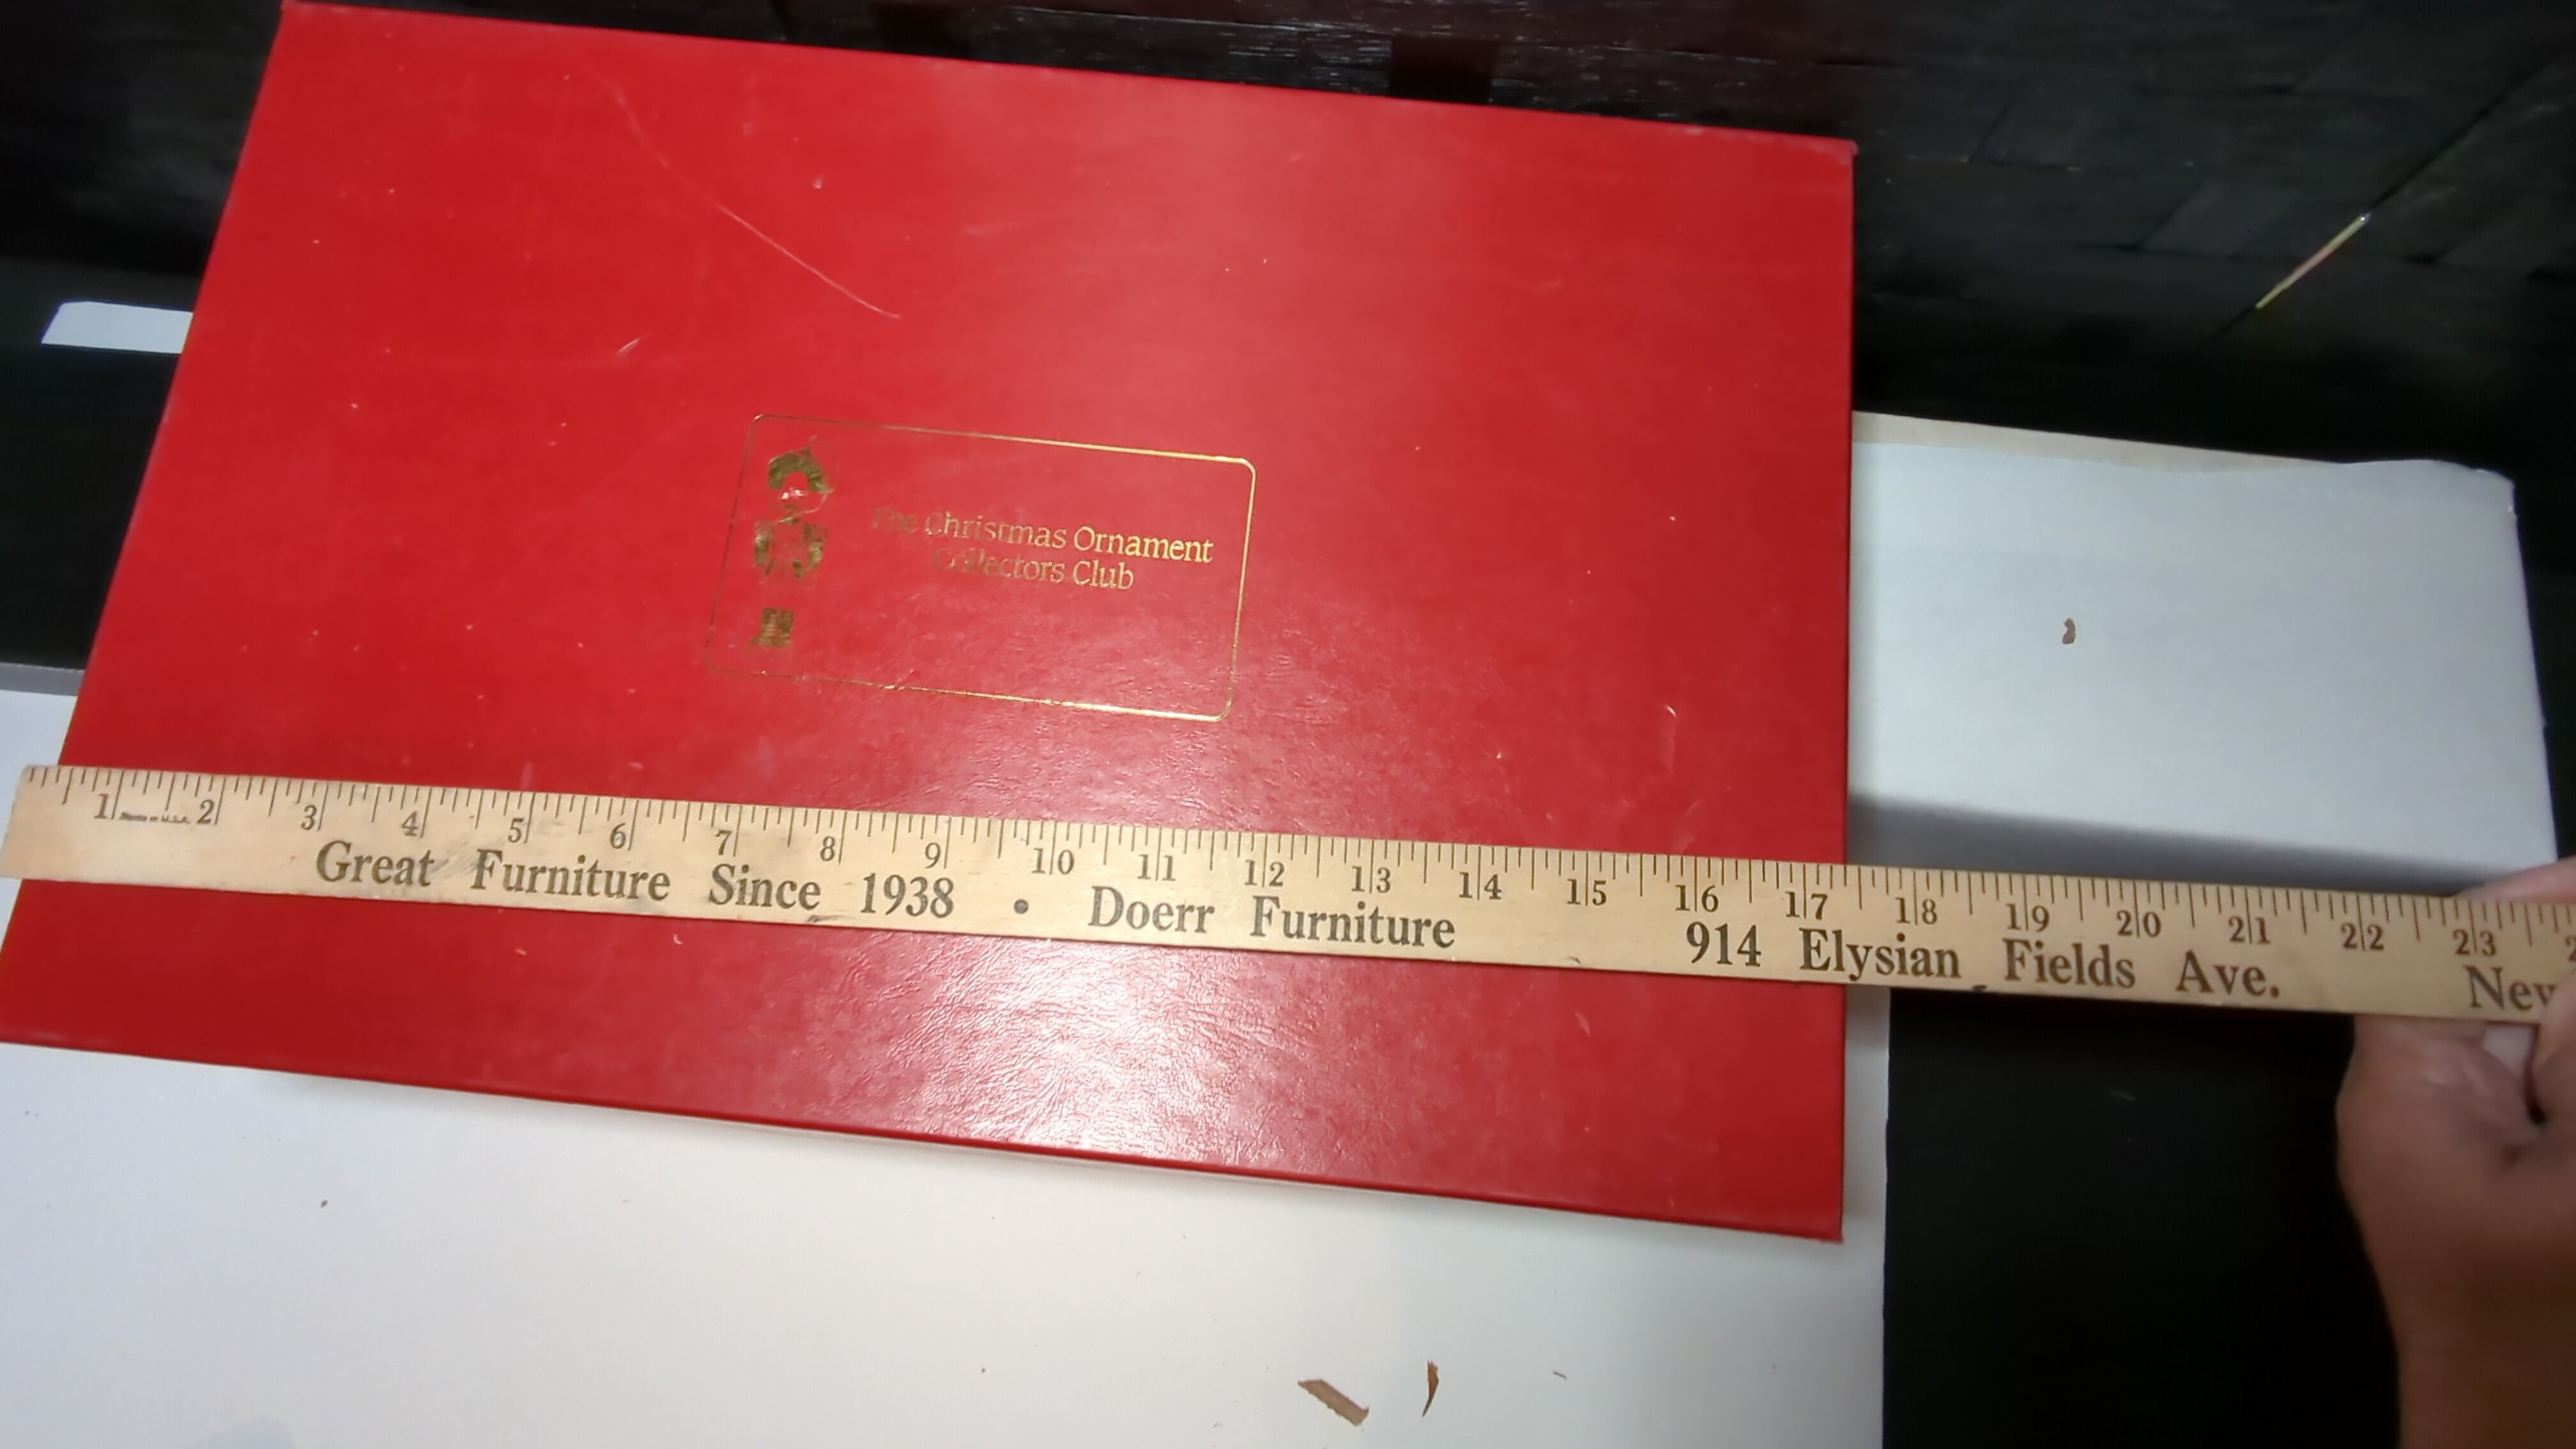 The Christmas Ornament
Collectors Club
1 2 3 4 5 6 7 8 9 10 11 12 13 14 15 16 17 18 19 20 21 22 23
Great Furniture Since 1938 • Doerr Furniture 914 Elysian Fields Ave. New